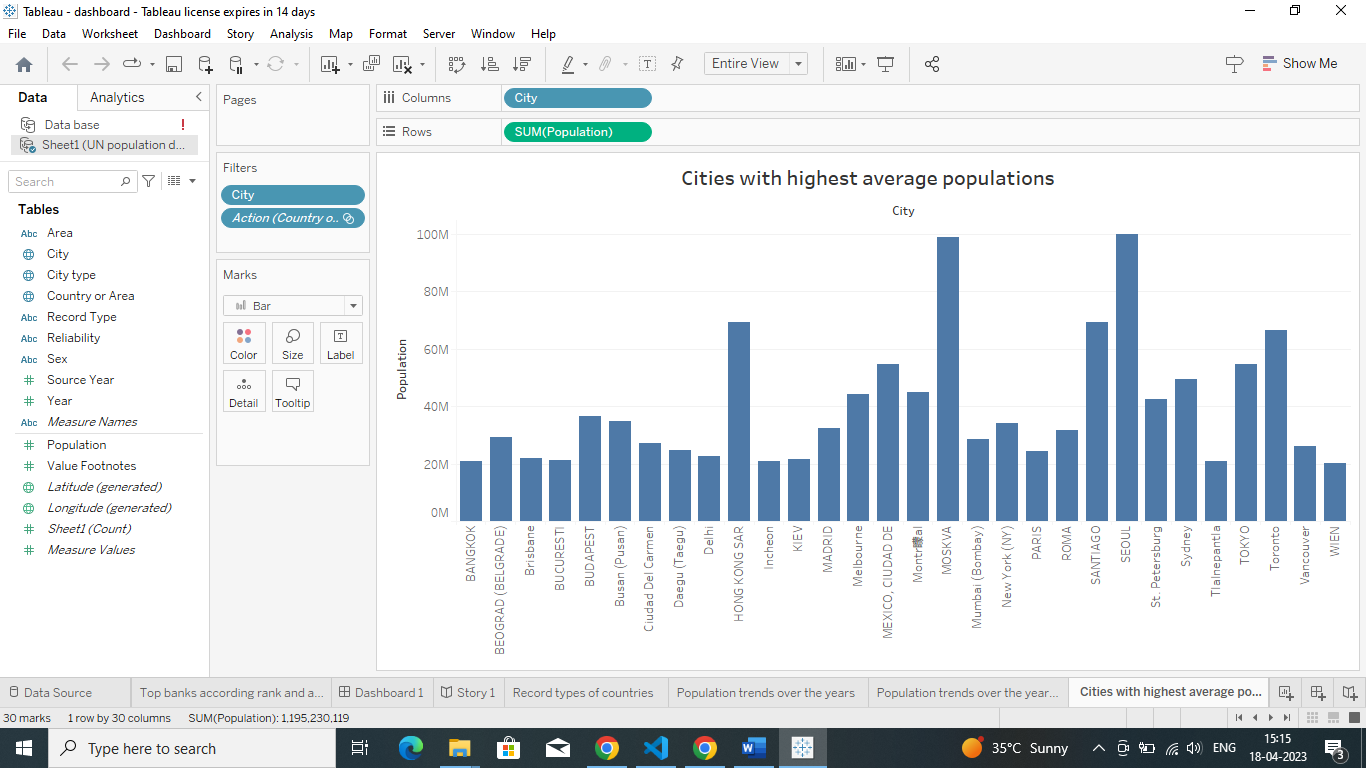 Tableau - dashboard - Tableau license expires in 14 days
File Data Worksheet Dashboard Story Analysis Map Format Server Window Help
Entire View
Show Me
Data Analytics
Pages
Columns City
Data base
Sheet1 (UN population d...
Rows SUM(Population)
Filters
City
Action (Country o..
Search
Tables
Abc Area
City
City type
Country or Area
Abc Record Type
Abc Reliability
Abc Sex
Source Year
Year
Abc Measure Names
Population
Value Footnotes
Latitude (generated)
Longitude (generated)
Sheet1 (Count)
Measure Values
Marks
Bar
Color Size Label
Detail Tooltip
Cities with highest average populations
City
Population
100M
80M
60M
40M
20M
0M
BANGKOK
BEOGRAD (BELGRADE)
Brisbane
BUCURESTI
BUDAPEST
Busan (Pusan)
Ciudad Del Carmen
Daegu (Taegu)
Delhi
HONG KONG SAR
Incheon
KIEV
MADRID
Melbourne
MEXICO, CIUDAD DE
MOSKVA
Mumbai (Bombay)
New York (NY)
PARIS
ROMA
SANTIAGO
SEOUL
St. Petersburg
Sydney
Tlalnepantla
TOKYO
Toronto
Vancouver
WIEN
Data Source Top banks according rank and a... Dashboard 1 Story 1 Record types of countries Population trends over the years Population trends over the year... Cities with highest average po...
30 marks 1 row by 30 columns SUM(Population): 1,195,230,119
Type here to search
35°C Sunny
ENG
15:15
18-04-2023
3